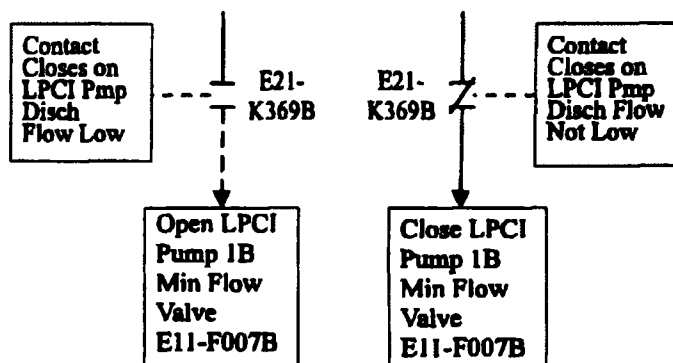 Contact
Closes on
LPCI Pmp
Disch
Flow Low
E21-
K369B
E21-
K369B
Contact
Closes on
LPCI Pmp
Disch Flow
Not Low
Open LPCI
Pump 1B
Min Flow
Valve
E11-F007B
Close LPCI
Pump 1B
Min Flow
Valve
E11-F007B